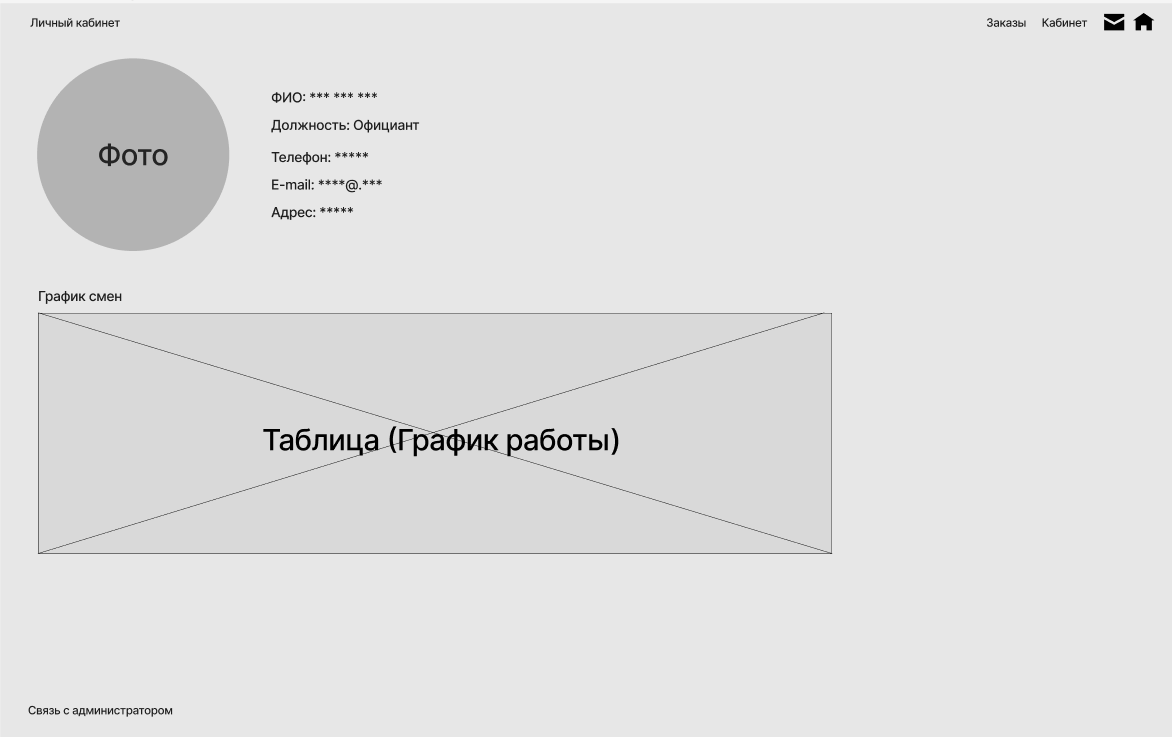 Личный кабинет
Заказы Кабинет
Фото
ФИО: *** *** ***
Должность: Официант
Телефон: *****
E-mail: ****@.***
Адрес: *****
График смен
Таблица (График работы)
Связь с администратором